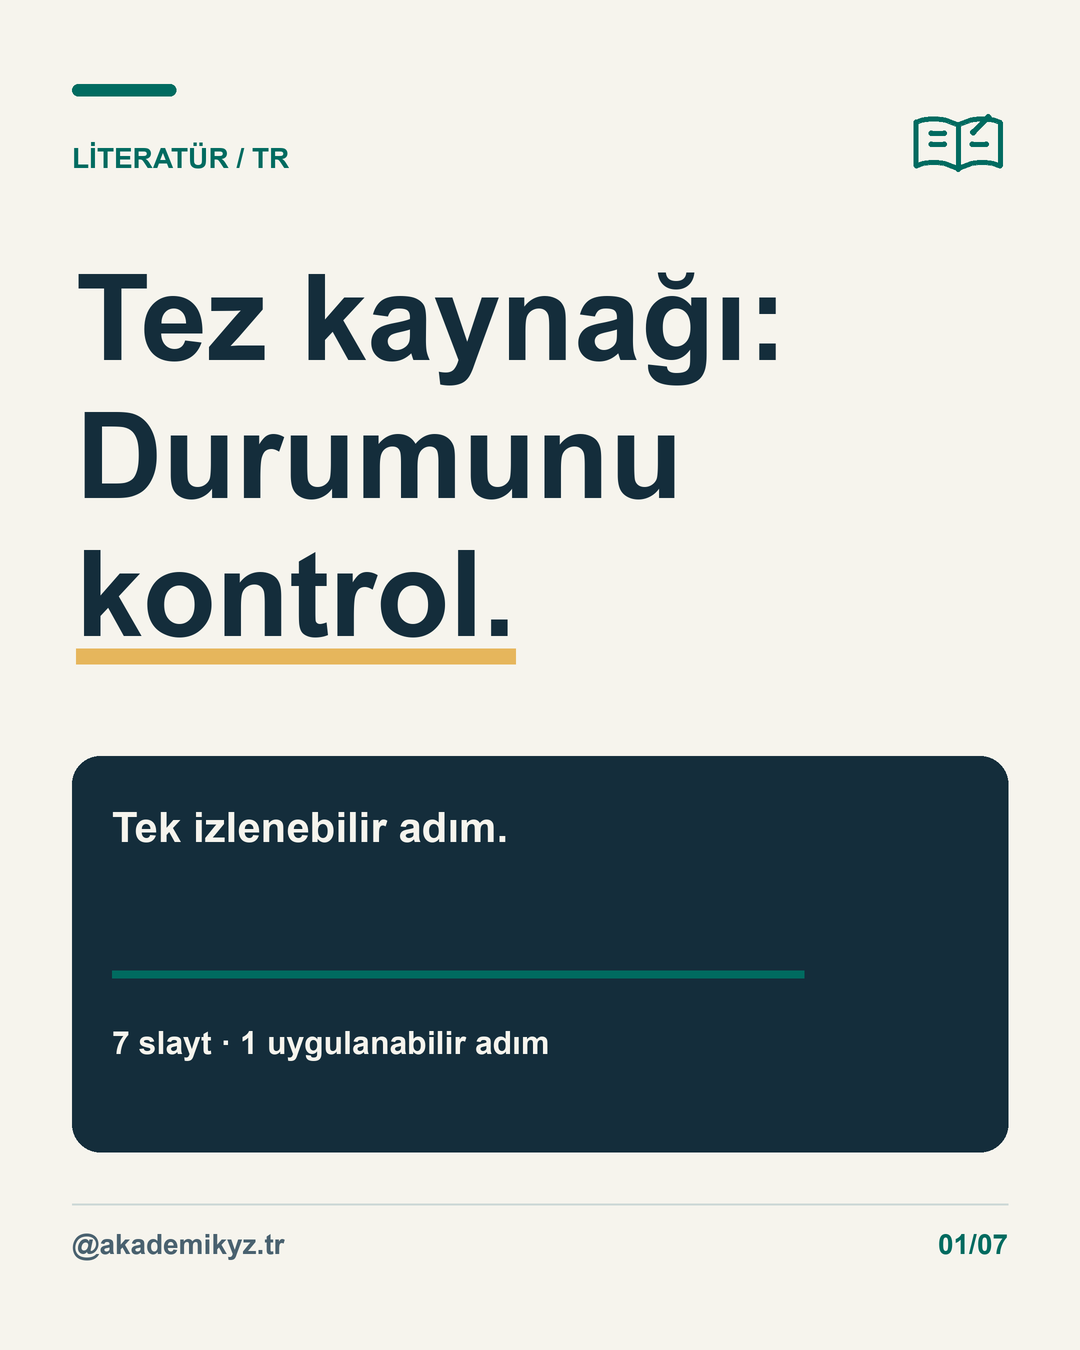 LİTERATÜR / TR
Tez kaynağı:
Durumunu
kontrol.
Tek izlenebilir adım.
7 slayt · 1 uygulanabilir adım
@akademikyz.tr
01/07